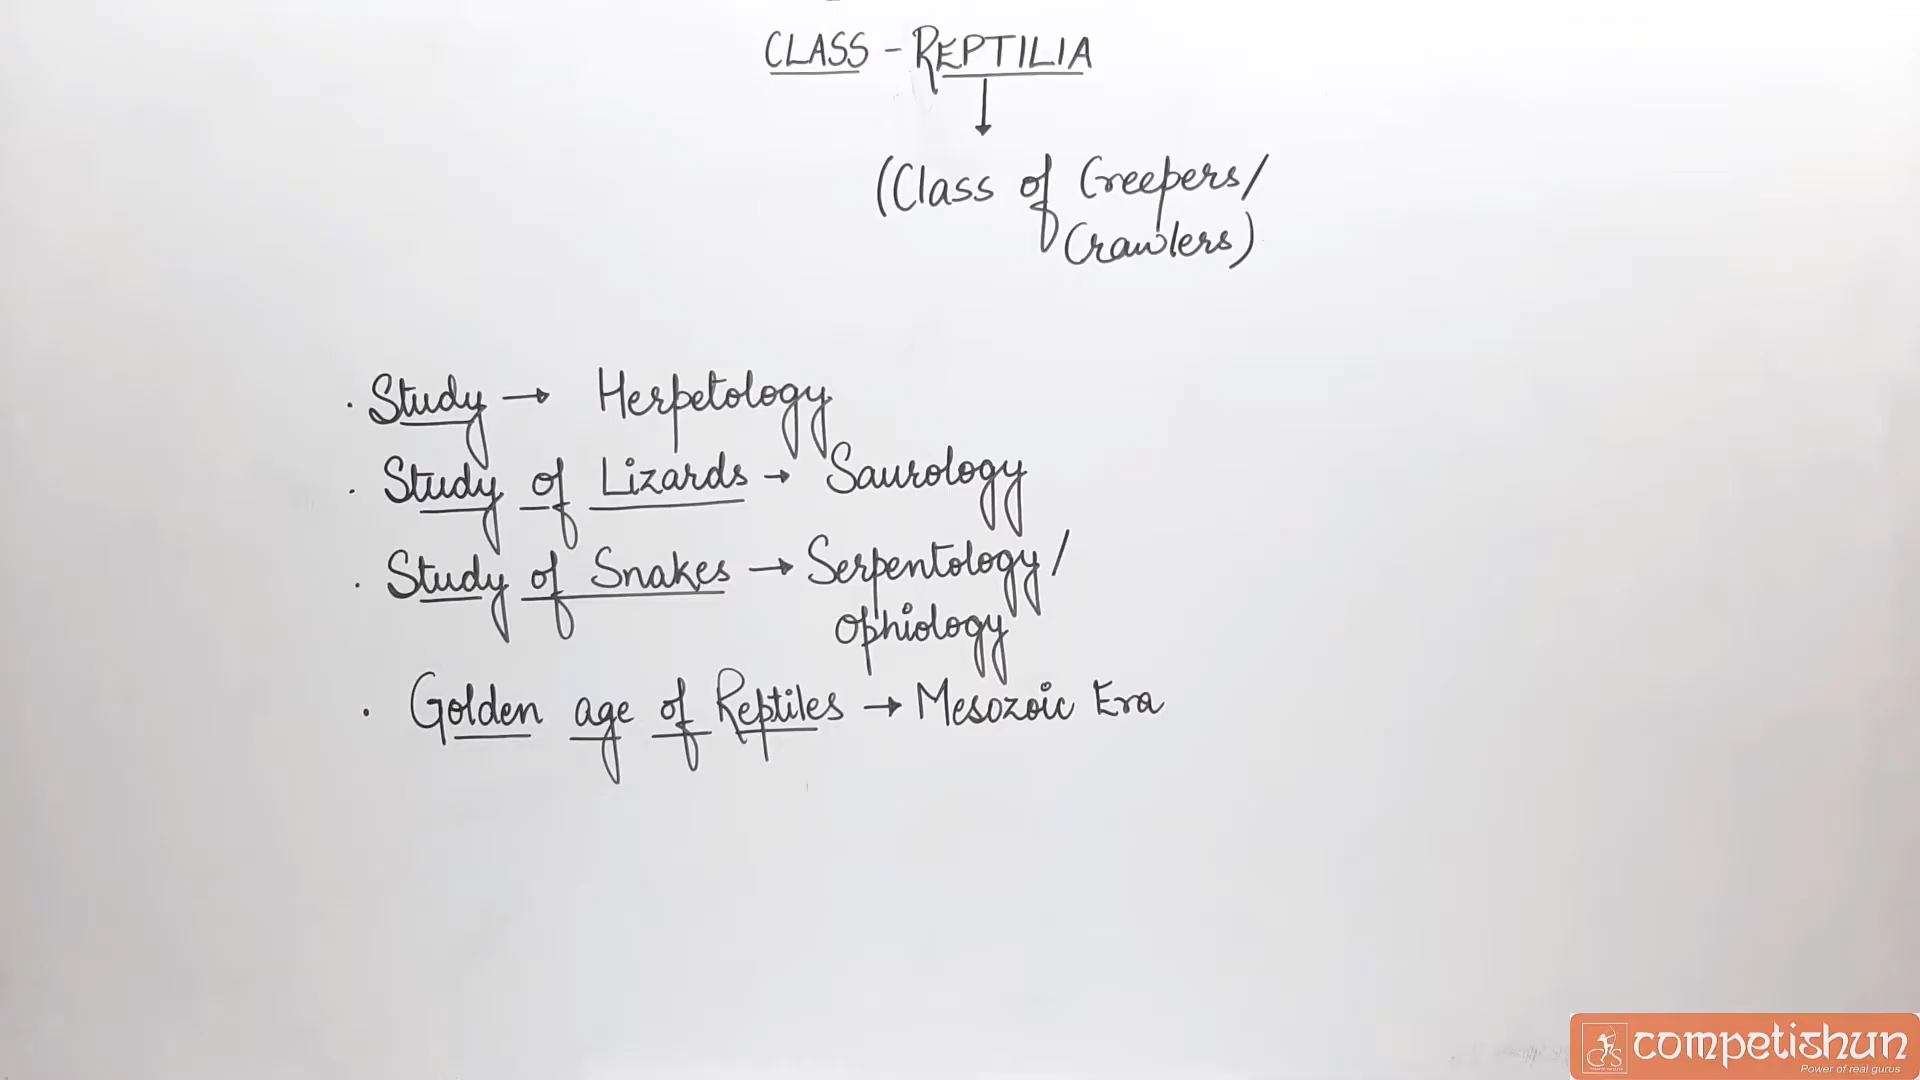 CLASS - REPTILIA
(Class of Creepers/
Crawlers)
. Study → Herpetology
. Study of Lizards → Saurology
. Study of Snakes → Serpentology/
Ophiology
. Golden age of Reptiles → Mesozoic Era
competishun
Power of real gurus